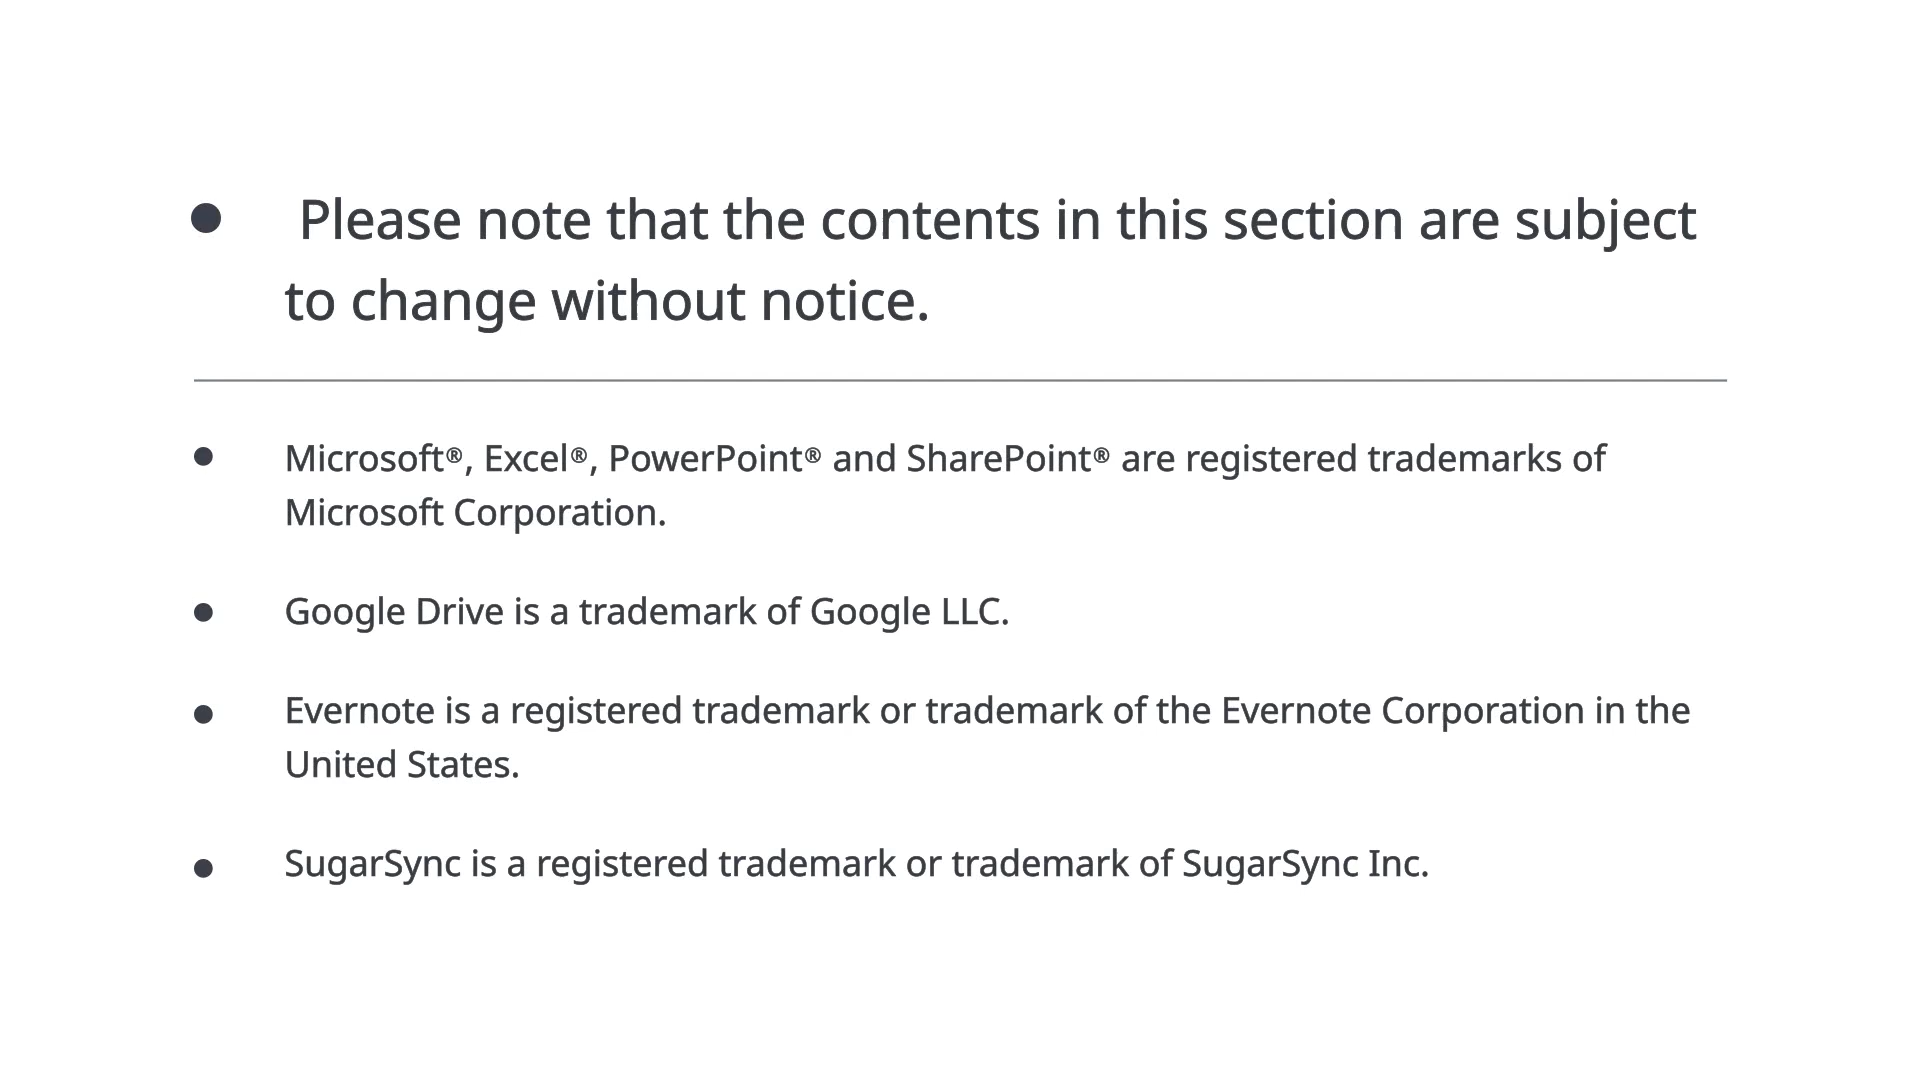 ● Please note that the contents in this section are subject
to change without notice.
● Microsoft®, Excel®, PowerPoint® and SharePoint® are registered trademarks of
Microsoft Corporation.
● Google Drive is a trademark of Google LLC.
● Evernote is a registered trademark or trademark of the Evernote Corporation in the
United States.
● SugarSync is a registered trademark or trademark of SugarSync Inc.